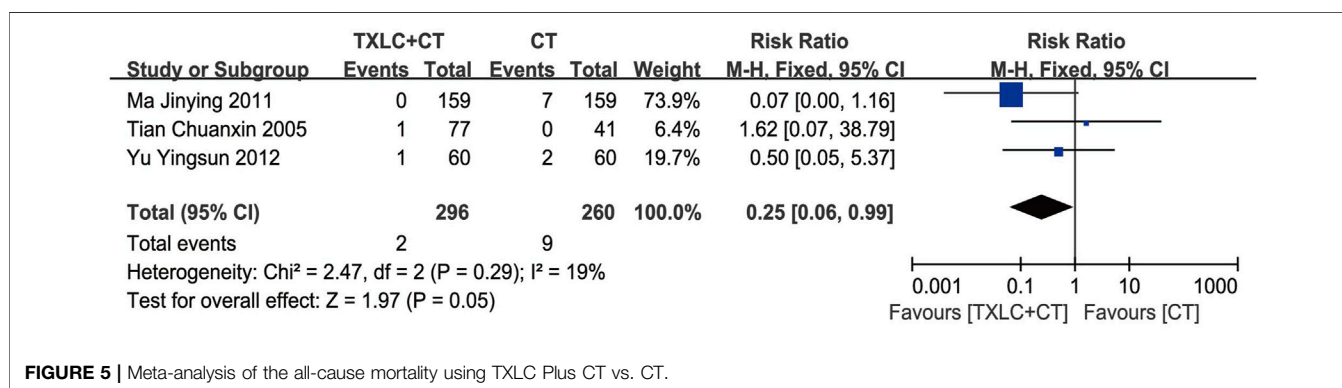 TXLC+CT CT Risk Ratio Risk Ratio
Study or Subgroup Events Total Events Total Weight M-H, Fixed, 95% CI M-H, Fixed, 95% CI
Ma Jinying 2011 0 159 7 159 73.9% 0.07 [0.00, 1.16]
Tian Chuanxin 2005 1 77 0 41 6.4% 1.62 [0.07, 38.79]
Yu Yingsun 2012 1 60 2 60 19.7% 0.50 [0.05, 5.37]
Total (95% CI) 296 260 100.0% 0.25 [0.06, 0.99]
Total events 2 9
Heterogeneity: Chi² = 2.47, df = 2 (P = 0.29); I² = 19%
Test for overall effect: Z = 1.97 (P = 0.05)
0.001 0.1 1 10 1000
Favours [TXLC+CT] Favours [CT]
FIGURE 5 | Meta-analysis of the all-cause mortality using TXLC Plus CT vs. CT.